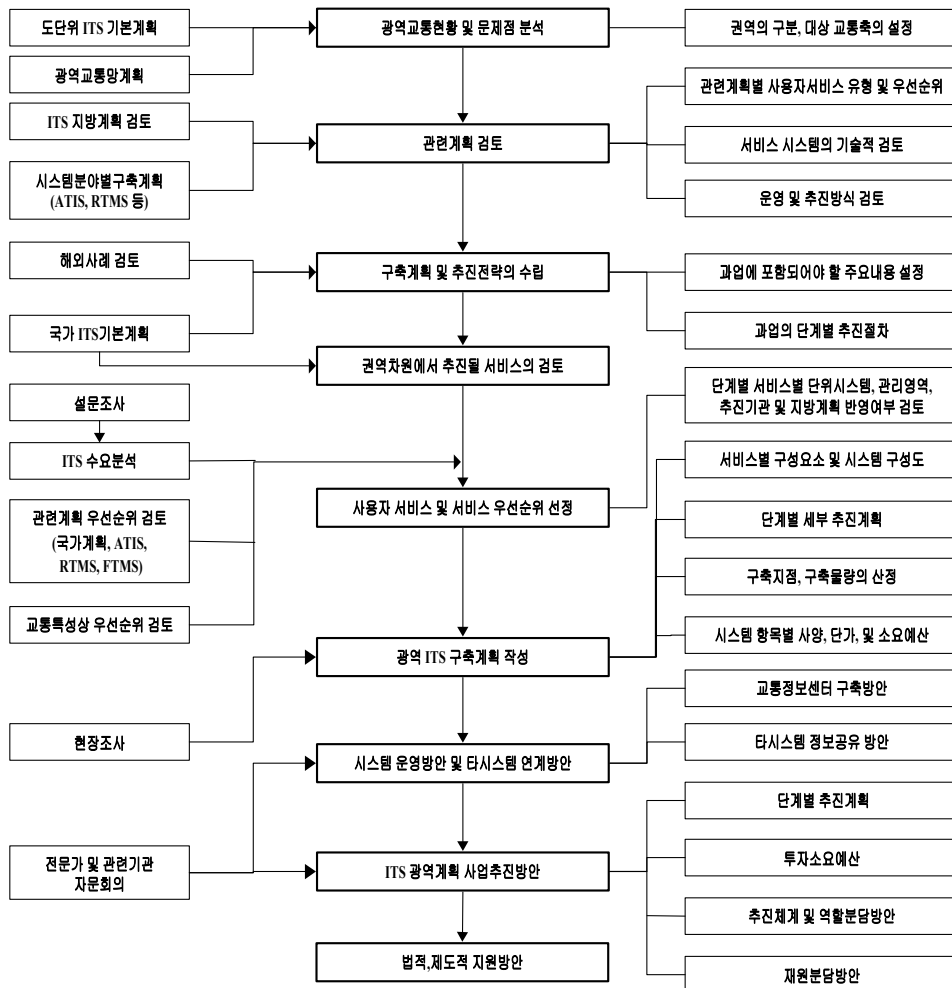 도단위 ITS 기본계획
광역교통망계획
ITS 지방계획 검토
시스템분야별구축계획
(ATIS, RTMS 등)
해외사례 검토
국가 ITS기본계획
설문조사
ITS 수요분석
관련계획 우선순위 검토
(국가계획, ATIS,
RTMS, FTMS)
교통특성상 우선순위 검토
현장조사
전문가 및 관련기관
자문회의
광역교통현황 및 문제점 분석
관련계획 검토
구축계획 및 추진전략의 수립
권역차원에서 추진될 서비스의 검토
사용자 서비스 및 서비스 우선순위 선정
광역 ITS 구축계획 작성
시스템 운영방안 및 타시스템 연계방안
ITS 광역계획 사업추진방안
법적,제도적 지원방안
권역의 구분, 대상 교통축의 설정
관련계획별 사용자서비스 유형 및 우선순위
서비스 시스템의 기술적 검토
운영 및 추진방식 검토
과업에 포함되어야 할 주요내용 설정
과업의 단계별 추진절차
단계별 서비스별 단위시스템, 관리영역,
추진기관 및 지방계획 반영여부 검토
서비스별 구성요소 및 시스템 구성도
단계별 세부 추진계획
구축지점, 구축물량의 산정
시스템 항목별 사양, 단가, 및 소요예산
교통정보센터 구축방안
타시스템 정보공유 방안
단계별 추진계획
투자소요예산
추진체계 및 역할분담방안
재원분담방안